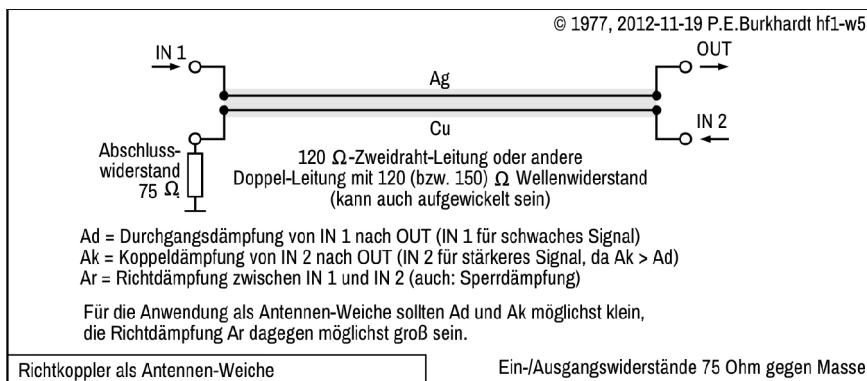 © 1977, 2012-11-19 P.E.Burkhardt hf1-w5
IN 1
OUT
Ag
IN 2
Cu
Abschluss-
widerstand
75 Ω
120 Ω-Zweidraht-Leitung oder andere
Doppel-Leitung mit 120 (bzw. 150) Ω Wellenwiderstand
(kann auch aufgewickelt sein)
Ad = Durchgangsdämpfung von IN 1 nach OUT (IN 1 für schwaches Signal)
Ak = Koppeldämpfung von IN 2 nach OUT (IN 2 für stärkeres Signal, da Ak > Ad)
Ar = Richtdämpfung zwischen IN 1 und IN 2 (auch: Sperrdämpfung)
Für die Anwendung als Antennen-Weiche sollten Ad und Ak möglichst klein,
die Richtdämpfung Ar dagegen möglichst groß sein.
Richtkoppler als Antennen-Weiche
Ein-/Ausgangswiderstände 75 Ohm gegen Masse